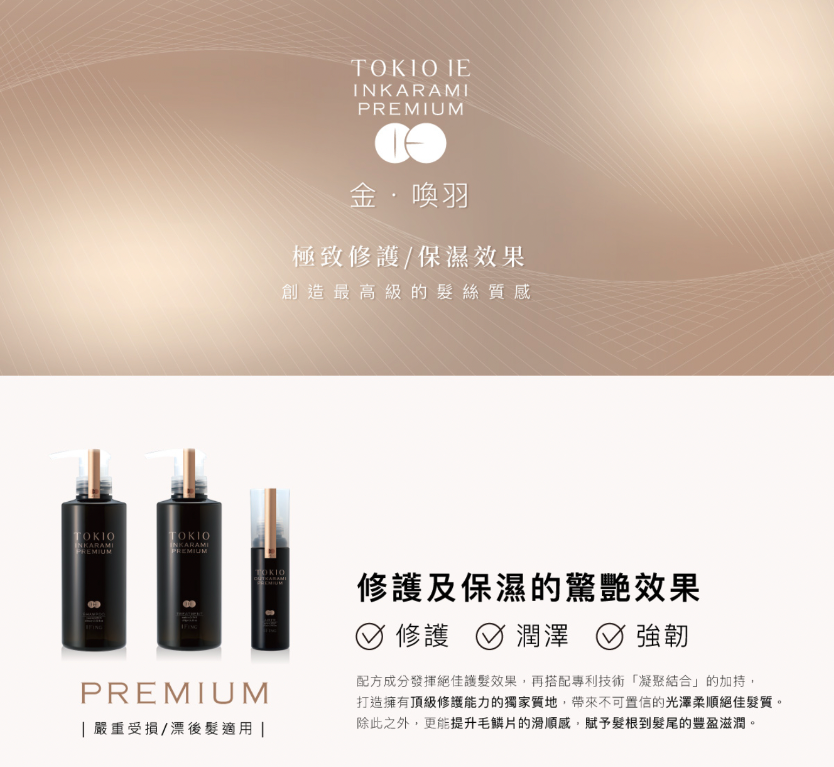 TOKIO IE
INKARAMI
PREMIUM
金·喚羽
極致修護/保濕效果
創造最高級的髮絲質感
TOKIO
INKARAMI
PREMIUM
TOKIO
INKARAMI
PREMIUM
TOKIO
PREMIUM
PREMIUM
|嚴重受損/漂後髮適用|
修護及保濕的驚艷效果
修護 潤澤 強韌
配方成分發揮絕佳護髮效果，再搭配專利技術「凝聚結合」的加持，
打造擁有頂級修護能力的獨家質地，帶來不可置信的光澤柔順絕佳髮質。
除此之外，更能提升毛鱗片的滑順感，賦予髮根到髮尾的豐盈滋潤。